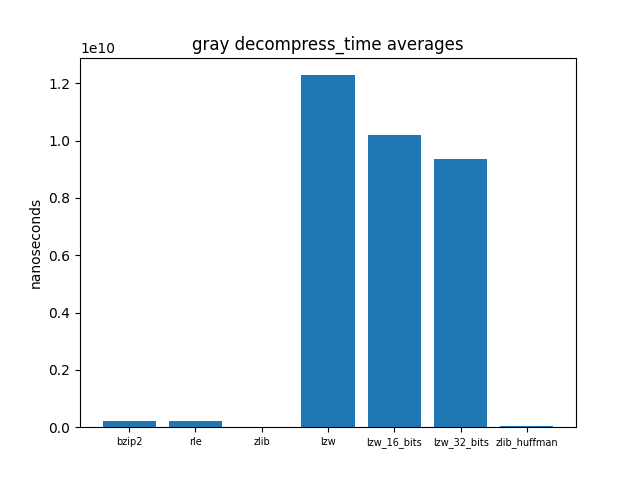 gray decompress_time averages
1e10
nanoseconds
1.2
1.0
0.8
0.6
0.4
0.2
0.0
bzip2 rle zlib lzw lzw_16_bits lzw_32_bits zlib_huffman